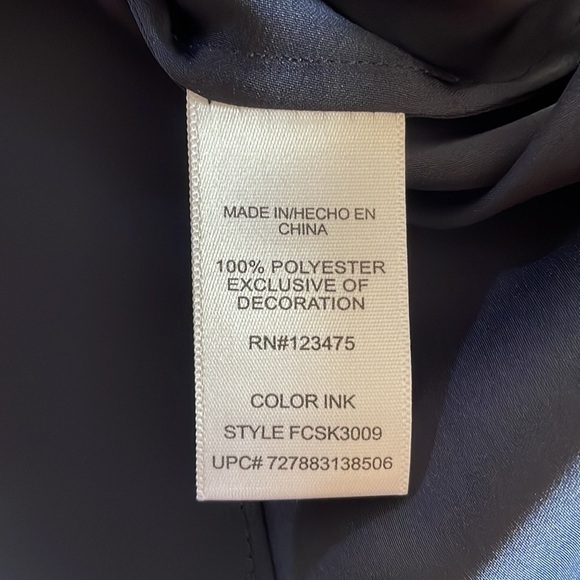 MADE IN/HECHO EN
CHINA
100% POLYESTER
EXCLUSIVE OF
DECORATION
RN#123475
COLOR INK
STYLE FCSK3009
UPC# 727883138506